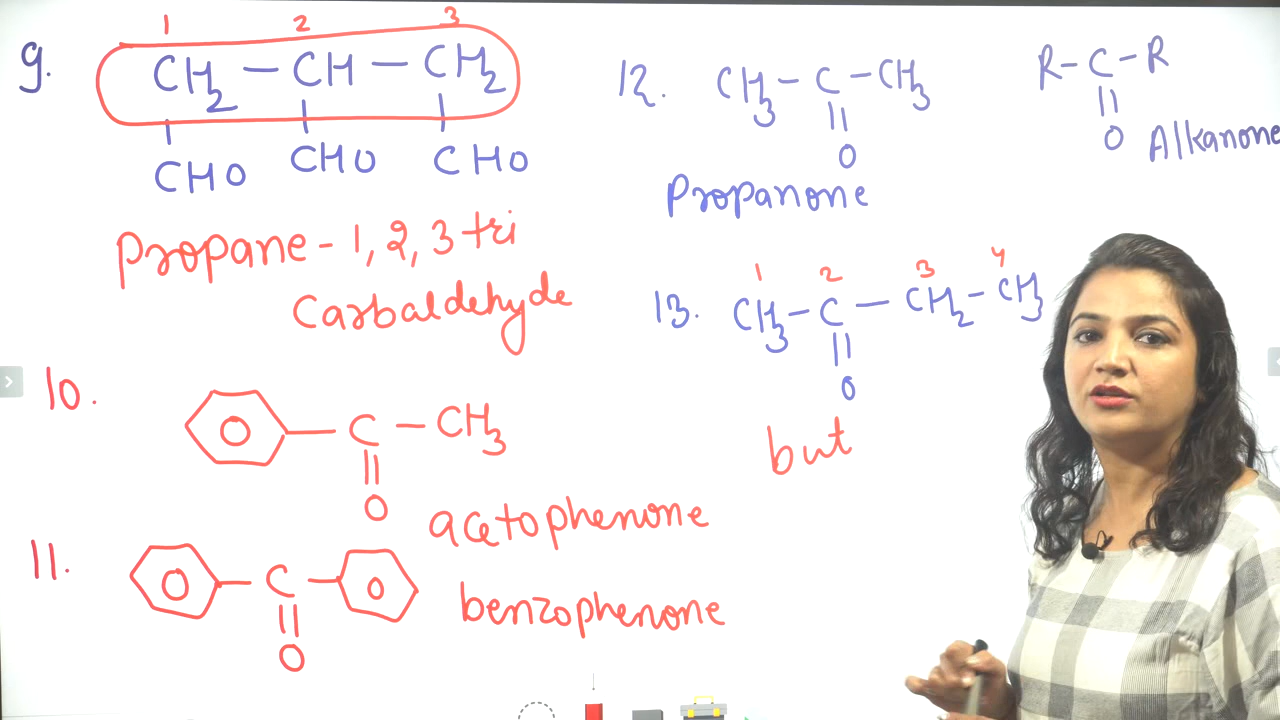 9.
1 2 3
CH2 – CH – CH2
CHO CHO CHO
Propane-1,2,3 tri
Carbaldehyde
10.
C – CH3
O
acetophenone
11.
C
O
benzophenone
12. CH3 – C – CH3
O
Propanone
R – C – R
O
Alkanone
1 2 3 4
13. CH3 – C – CH2 – CH3
O
but